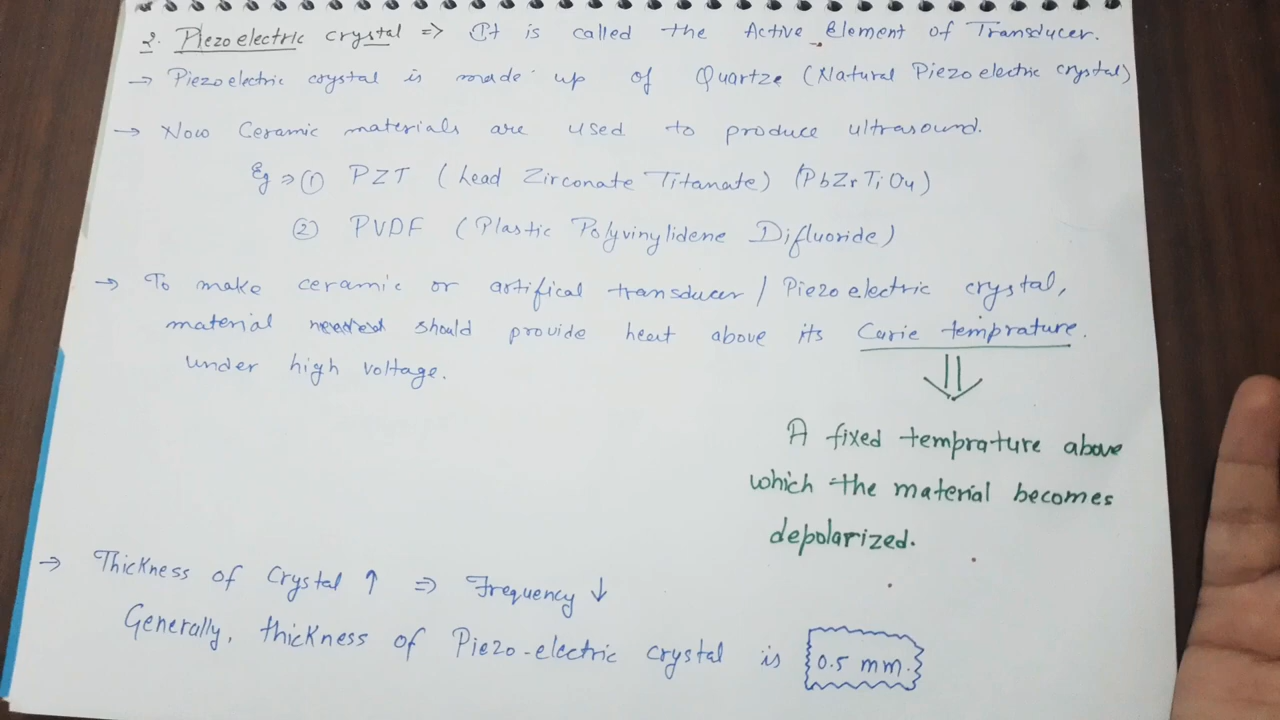 2. Piezoelectric crystal => It is called the Active Element of Transducer.
→ Piezoelectric crystal is made up of Quartze (Natural Piezoelectric crystal)
→ Now Ceramic materials are used to produce ultrasound.
Eg => ① PZT (Lead Zirconate Titanate) (PbZrTiO4)
② PVDF (Plastic Polyvinylidene Difluoride)
→ To make ceramic or artifical transducer / Piezoelectric crystal,
material needed should provide heat above its Curie temprature.
under high voltage.
A fixed temprature above
which the material becomes
depolarized.
→ Thickness of Crystal ↑ => Frequency ↓
Generally, thickness of Piezo-electric crystal is 0.5 mm.